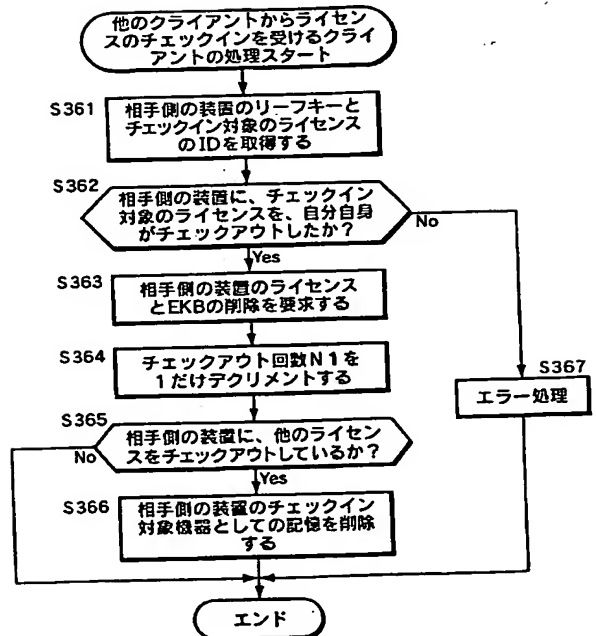 他のクライアントからライセン
スのチェックインを受けるクライ
アントの処理スタート
S361
相手側の装置のリーフキーと
チェックイン対象のライセンス
のIDを取得する
S362
相手側の装置に、チェックイン
対象のライセンスを、自分自身
がチェックアウトしたか?
No
Yes
S363
相手側の装置のライセンス
とEKBの削除を要求する
S364
チェックアウト回数N1を
1だけデクリメントする
S367
エラー処理
S365
相手側の装置に、他のライセン
スをチェックアウトしているか?
No
Yes
S366
相手側の装置のチェックイン
対象機器としての記憶を削除
する
エンド